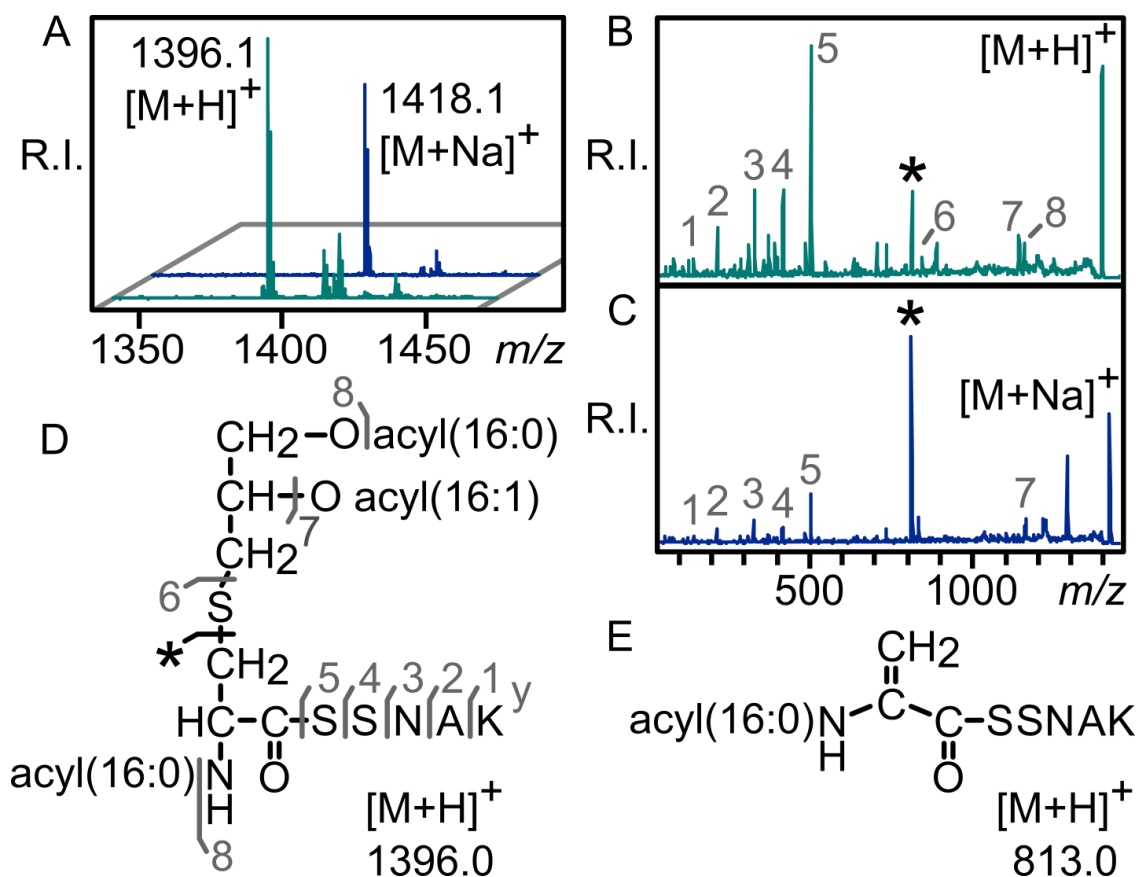 A
1396.1
[M+H]+
1418.1
[M+Na]+
R.I.
1350
1400
1450
m/z
B
5
[M+H]+
R.I.
*
1
2
3
4
6
7
8
C
*
[M+Na]+
R.I.
1
2
3
4
5
7
500
1000
m/z
D
8
CH2–O acyl(16:0)
CH–O acyl(16:1)
7
CH2
6
S
*
CH2
5 4 3 2 1 y
HC–C–SSNAK
O
acyl(16:0)N
H
8
[M+H]+
1396.0
E
CH2
acyl(16:0)N C C–SSNAK
H
O
[M+H]+
813.0